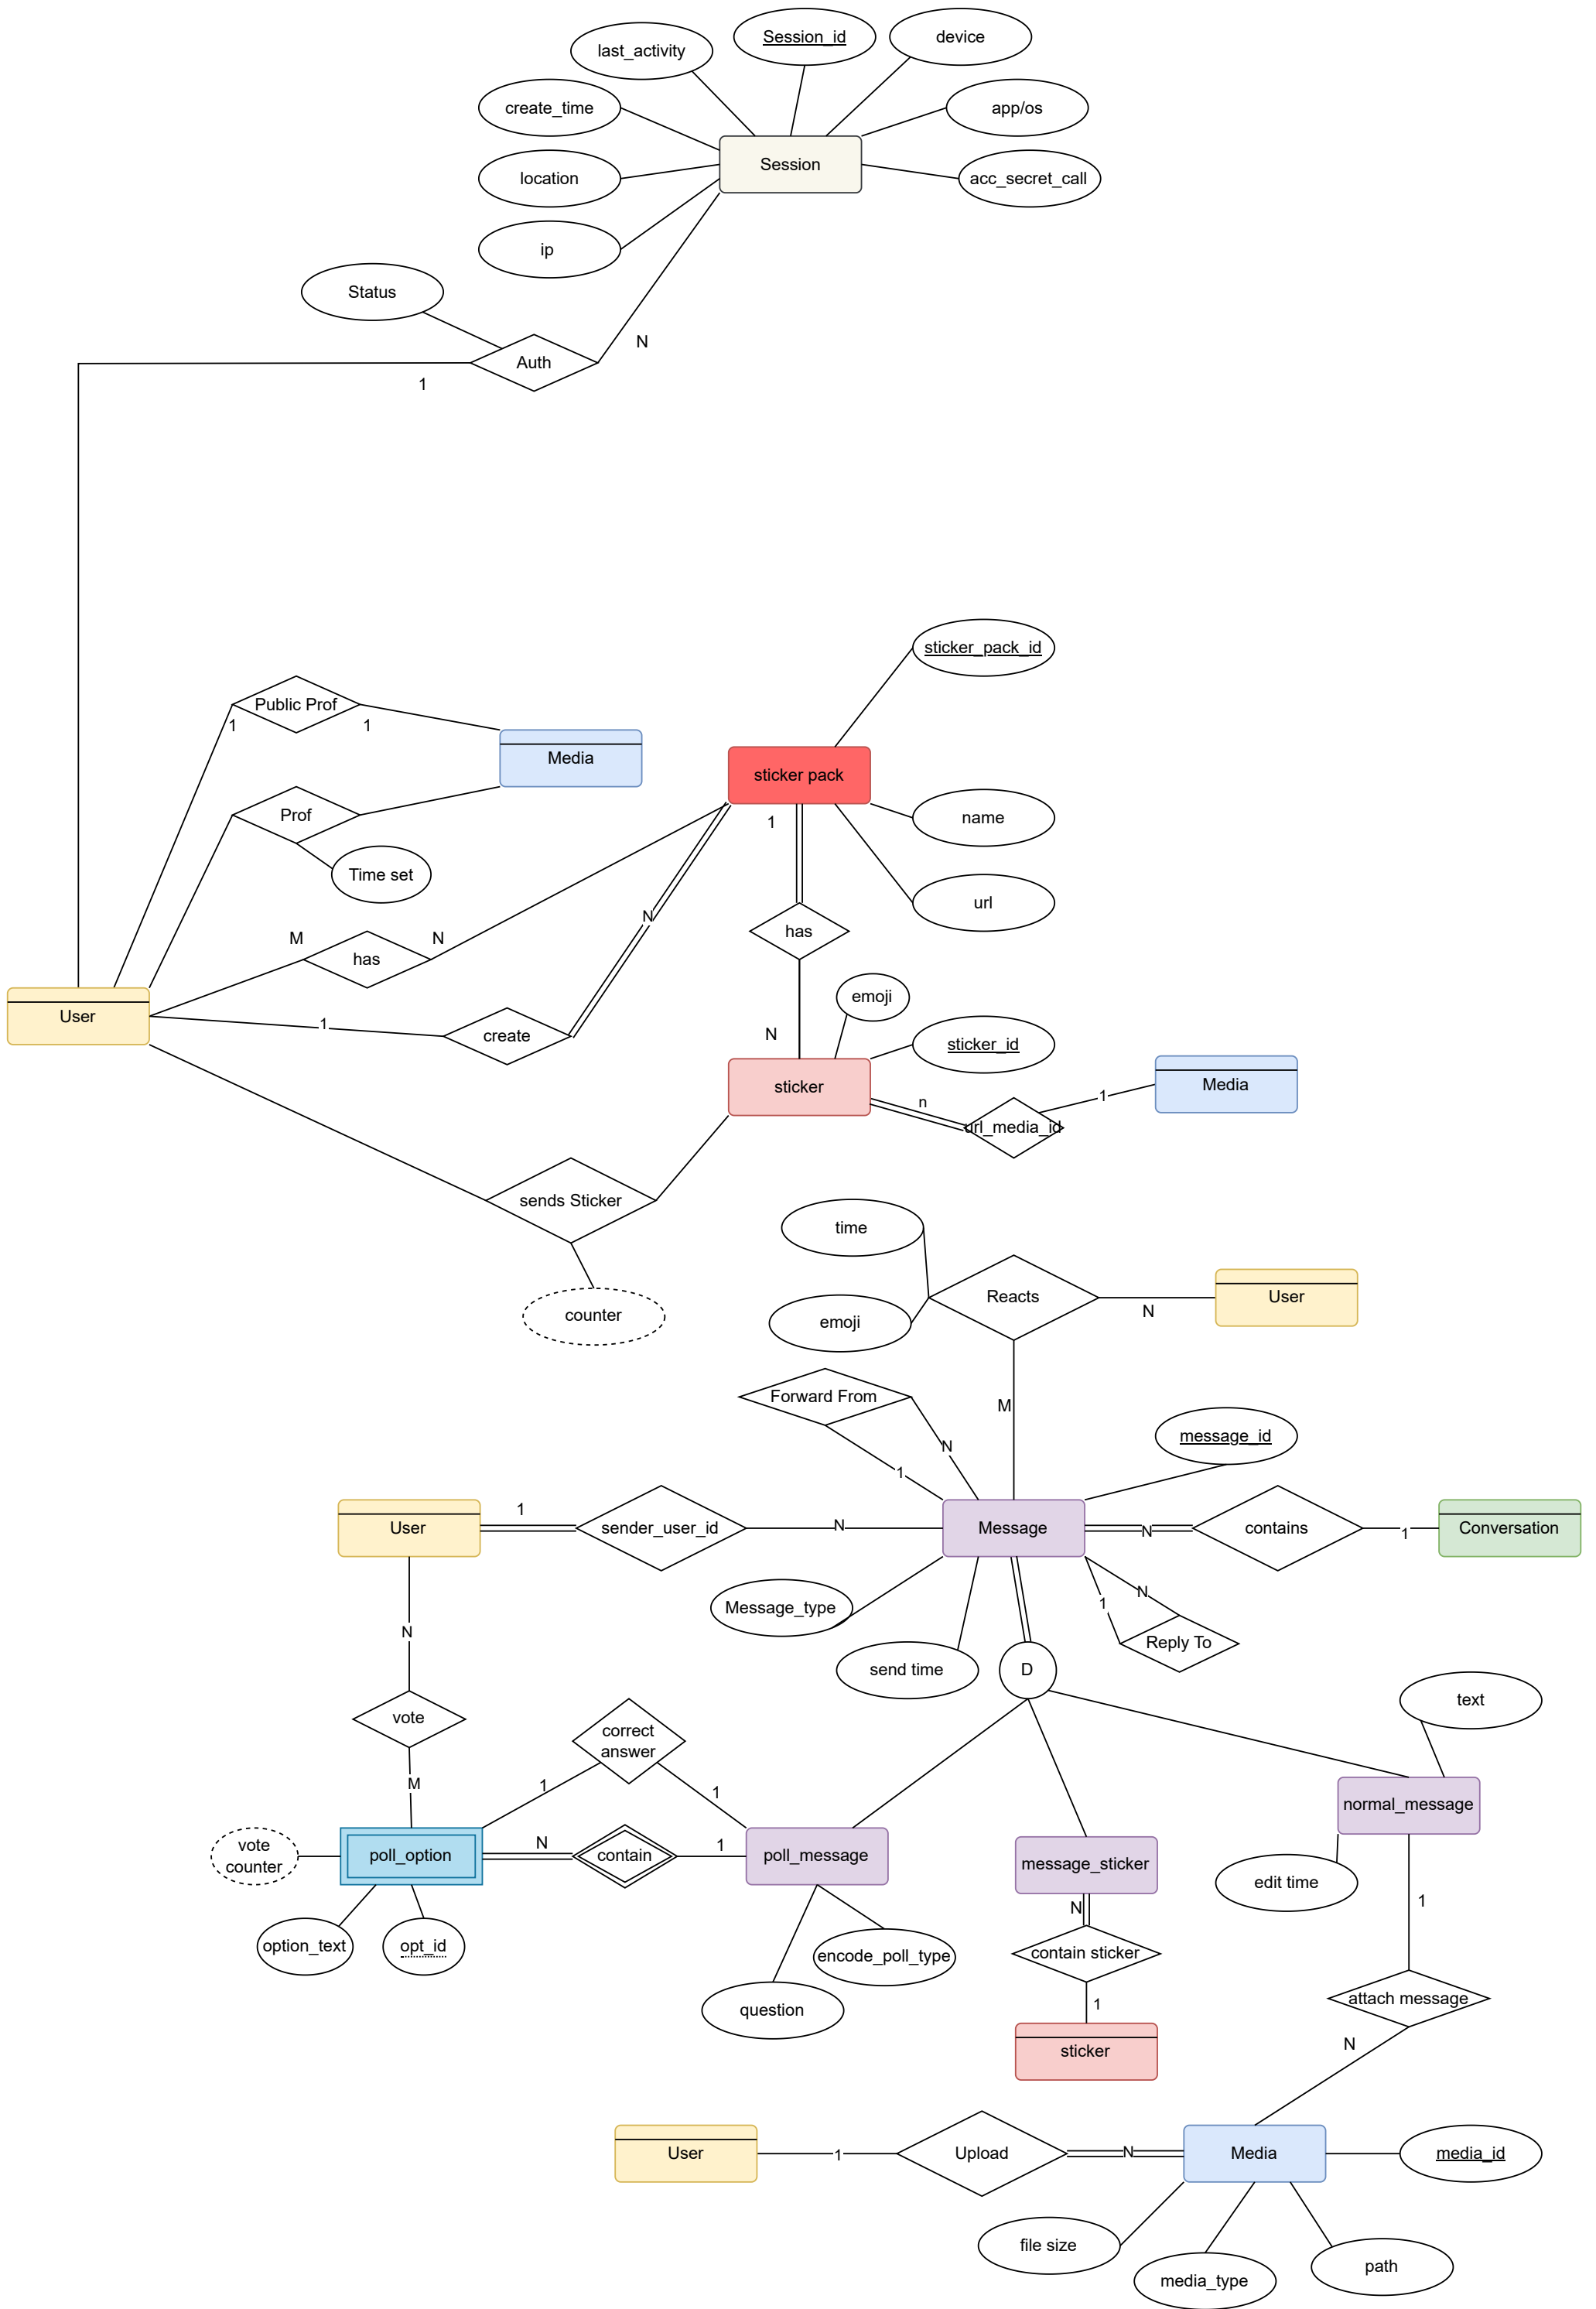 Session_id
device
last_activity
create_time
app/os
Session
location
acc_secret_call
ip
Status
N
Auth
1
sticker_pack_id
Public Prof
1
1
Media
sticker pack
Prof
name
1
Time set
url
N
has
M
N
has
emoji
User
1
create
N
sticker_id
sticker
Media
n
1
url_media_id
sends Sticker
time
Reacts
User
N
counter
emoji
Forward From
M
message_id
N
1
1
User
sender_user_id
N
Message
N
contains
1
Conversation
Message_type
N
1
Reply To
N
send time
D
text
vote
correct
answer
M
1
1
normal_message
vote
counter
poll_option
N
contain
1
poll_message
message_sticker
edit time
N
1
option_text
opt_id
encode_poll_type
contain sticker
attach message
question
1
N
sticker
User
1
Upload
N
Media
media_id
file size
media_type
path